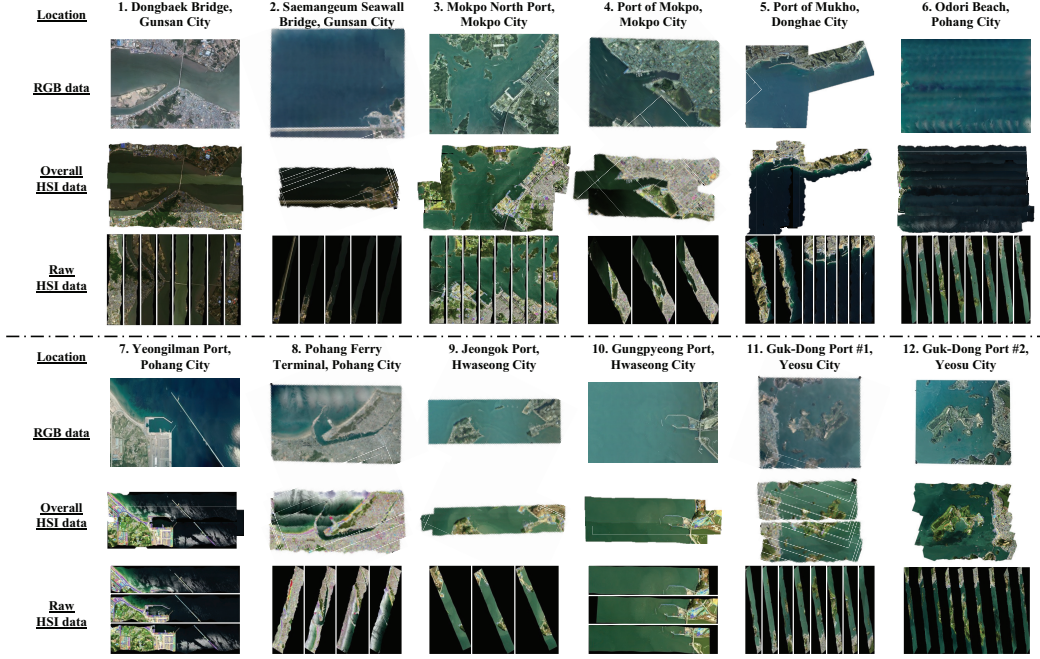 Location
1. Dongbaek Bridge,
Gunsan City
2. Saemangeum Seawall
Bridge, Gunsan City
3. Mokpo North Port,
Mokpo City
4. Port of Mokpo,
Mokpo City
5. Port of Mukho,
Donghae City
6. Odori Beach,
Pohang City
RGB data
Overall
HSI data
Raw
HSI data
Location
7. Yeongilman Port,
Pohang City
8. Pohang Ferry
Terminal, Pohang City
9. Jeongok Port,
Hwaseong City
10. Gungpyeong Port,
Hwaseong City
11. Guk-Dong Port #1,
Yeosu City
12. Guk-Dong Port #2,
Yeosu City
RGB data
Overall
HSI data
Raw
HSI data